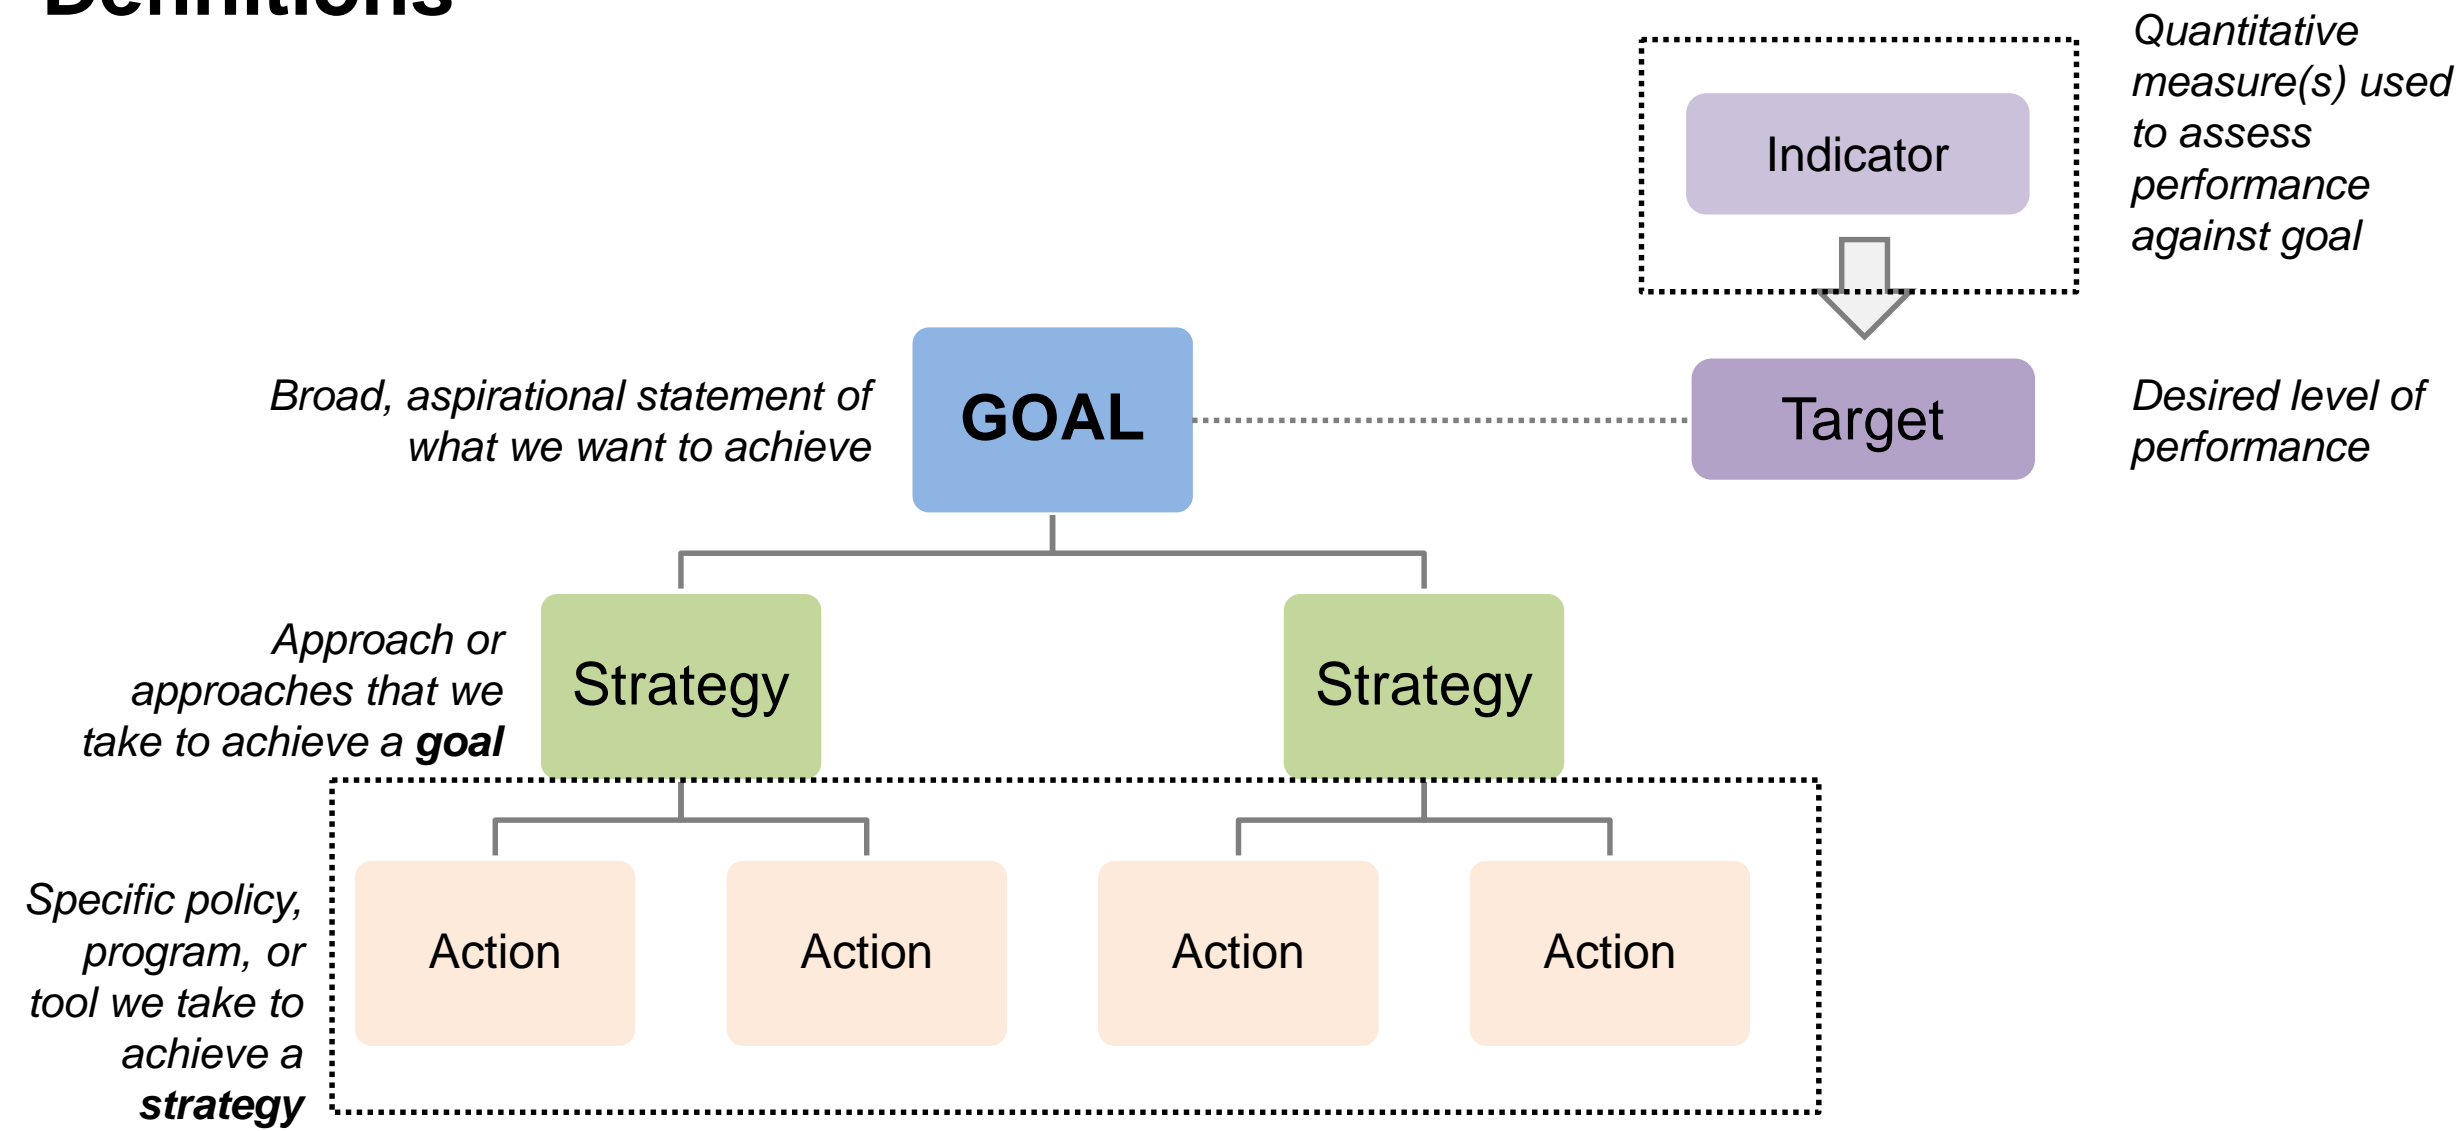 Definitions
Quantitative
measure(s) used
to assess
performance
against goal
Indicator
Broad, aspirational statement of
what we want to achieve
GOAL
Target
Desired level of
performance
Approach or
approaches that we
take to achieve a goal
Strategy
Strategy
Specific policy,
program, or
tool we take to
achieve a
strategy
Action
Action
Action
Action